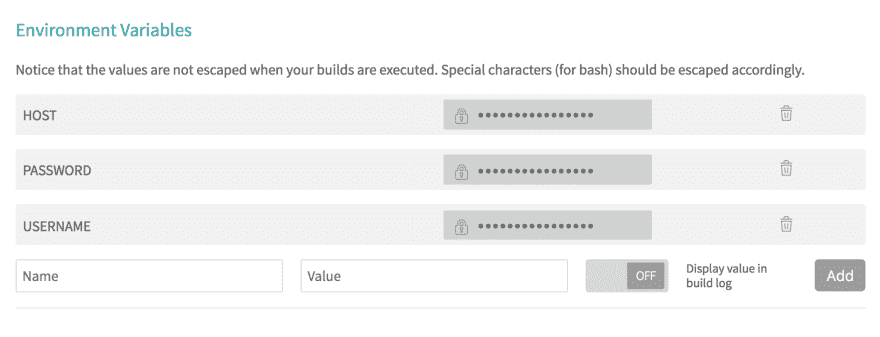 Environment Variables
Notice that the values are not escaped when your builds are executed. Special characters (for bash) should be escaped accordingly.
HOST ••••••••••••••••
PASSWORD ••••••••••••••••
USERNAME ••••••••••••••••
Name Value OFF Display value in
build log Add